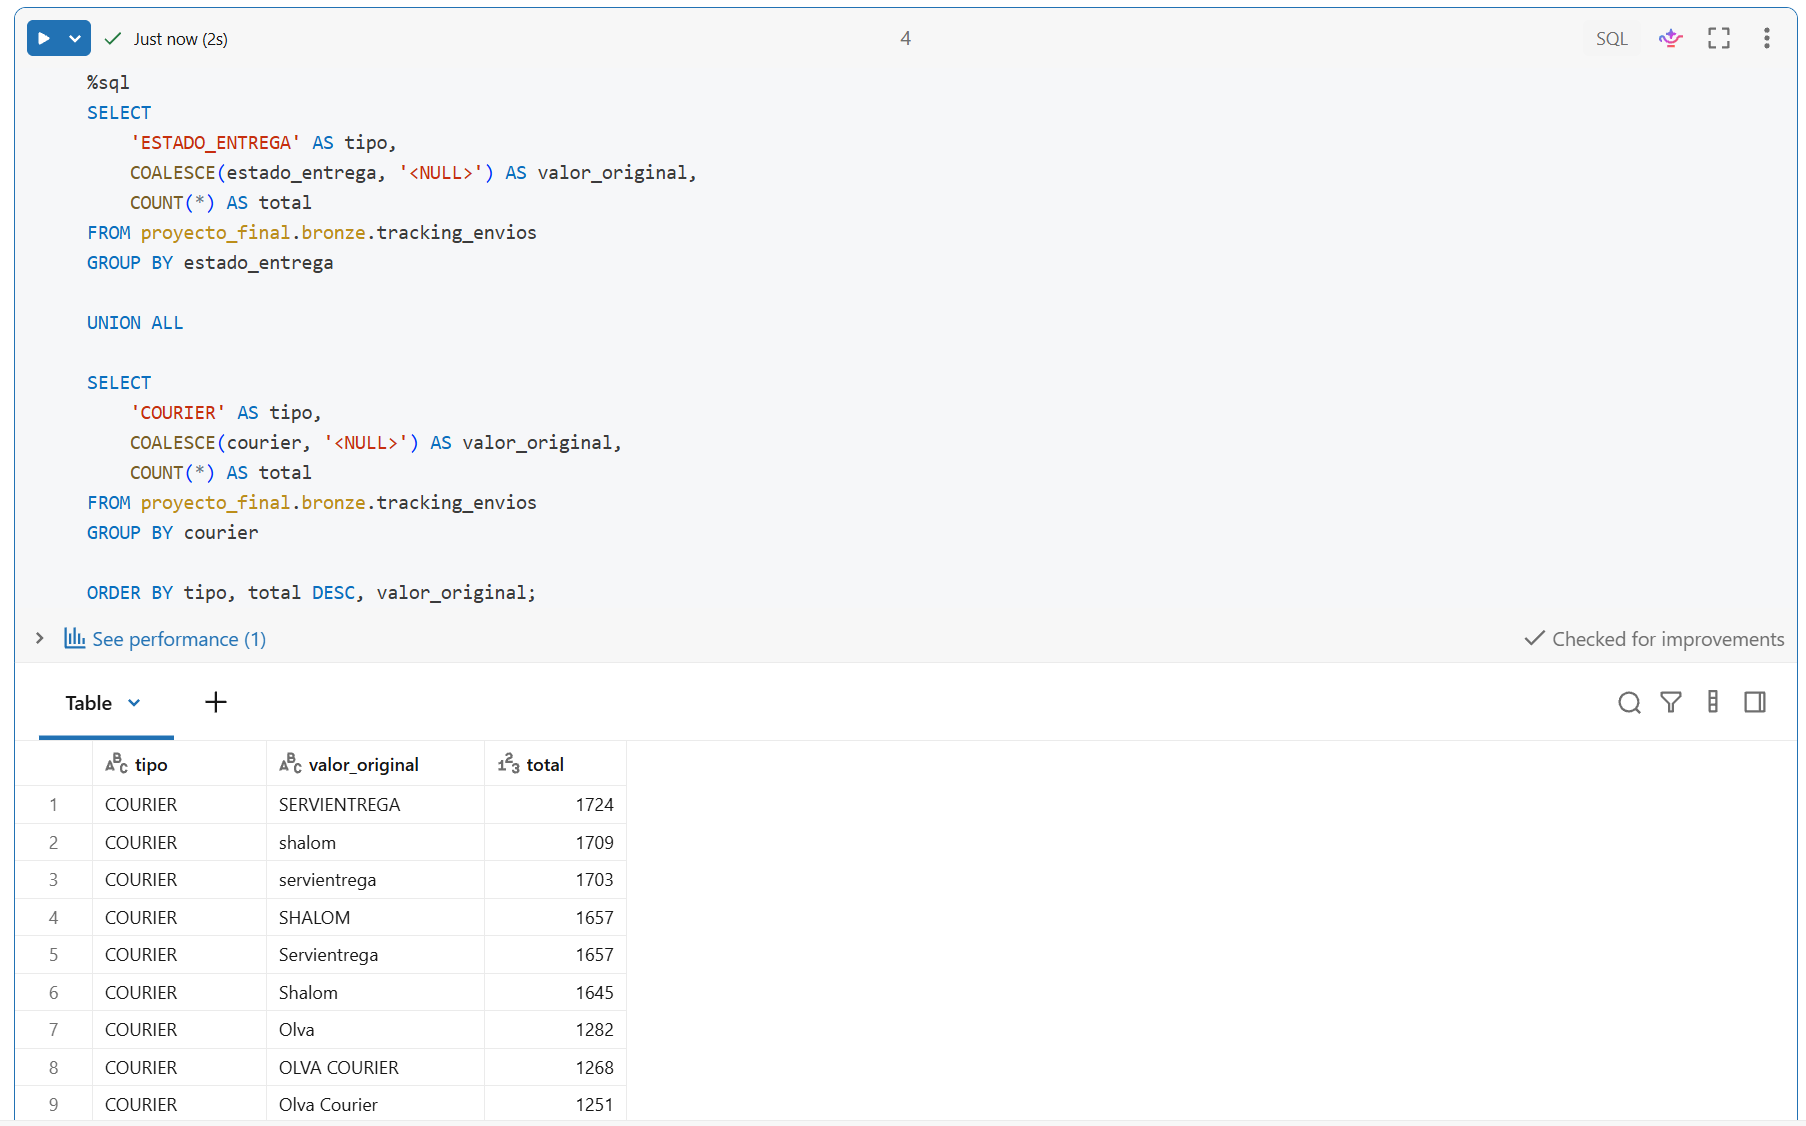 Just now (2s)
4
SQL
%sql
SELECT
'ESTADO_ENTREGA' AS tipo,
COALESCE(estado_entrega, '<NULL>') AS valor_original,
COUNT(*) AS total
FROM proyecto_final.bronze.tracking_envios
GROUP BY estado_entrega
UNION ALL
SELECT
'COURIER' AS tipo,
COALESCE(courier, '<NULL>') AS valor_original,
COUNT(*) AS total
FROM proyecto_final.bronze.tracking_envios
GROUP BY courier
ORDER BY tipo, total DESC, valor_original;
See performance (1)
Checked for improvements
Table
tipo valor_original total
1 COURIER SERVIENTREGA 1724
2 COURIER shalom 1709
3 COURIER servientrega 1703
4 COURIER SHALOM 1657
5 COURIER Servientrega 1657
6 COURIER Shalom 1645
7 COURIER Olva 1282
8 COURIER OLVA COURIER 1268
9 COURIER Olva Courier 1251